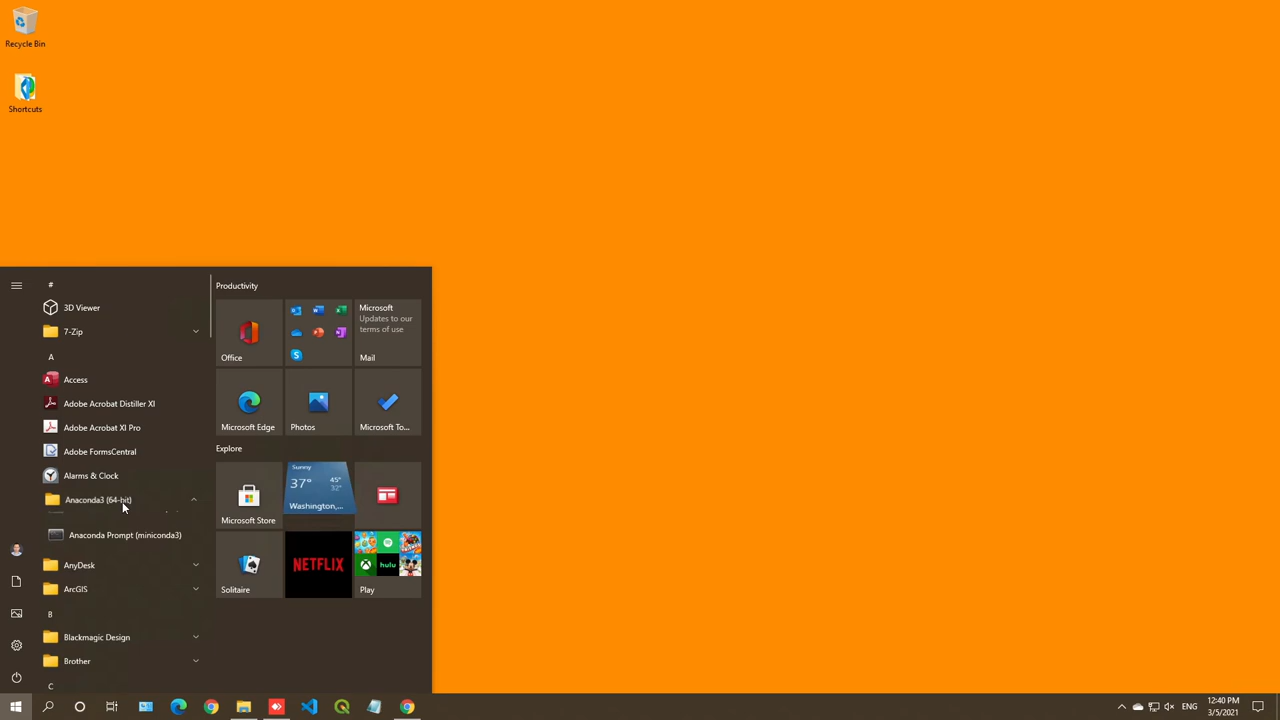 Recycle Bin
Shortcuts
#
3D Viewer
7-Zip
A
Access
Adobe Acrobat Distiller XI
Adobe Acrobat XI Pro
Adobe FormsCentral
Alarms & Clock
Anaconda3 (64-bit)
Anaconda Prompt (miniconda3)
AnyDesk
ArcGIS
B
Blackmagic Design
Brother
C
Productivity
Office
Microsoft
Updates to our
terms of use
Mail
Microsoft Edge
Photos
Microsoft To...
Explore
Microsoft Store
Sunny
37°
45°
32°
Washington,...
Solitaire
NETFLIX
hulu
Play
ENG
12:40 PM
3/5/2021